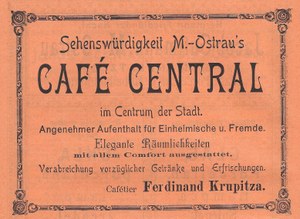 Sehenswürdigkeit M.-Ostrau's
CAFÉ CENTRAL
im Centrum der Stadt.
Angenehmer Aufenthalt für Einheimische u. Fremde.
Elegante Räumlichkeiten
mit allem Comfort ausgestattet.
Verabreichung vorzüglicher Getränke und Erfrischungen.
Cafétier Ferdinand Krupitza.